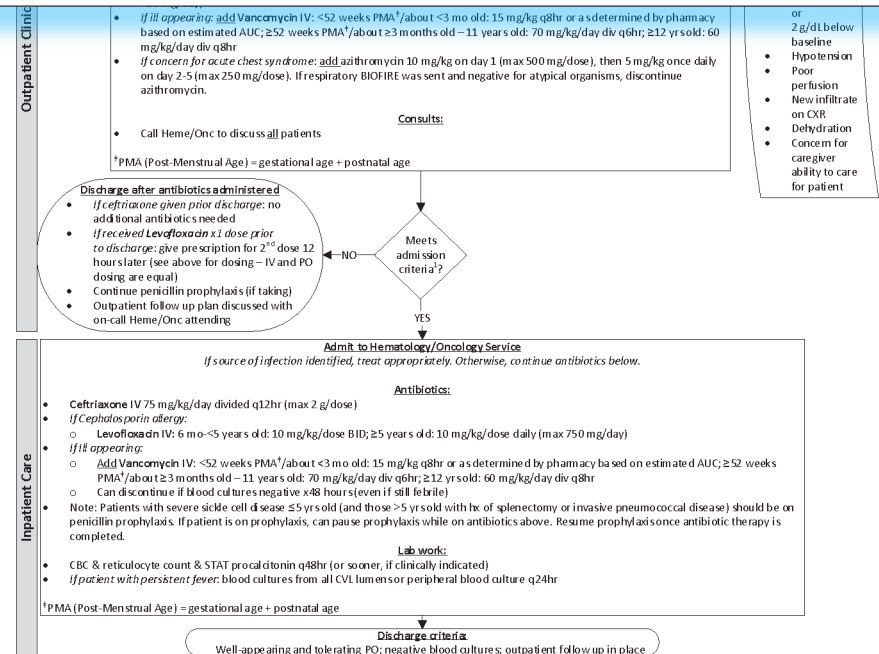 Outpatient Clinic
• If ill appearing: add Vancomycin IV: <52 weeks PMA†/about <3 mo old: 15 mg/kg q8hr or as determined by pharmacy
based on estimated AUC; ≥52 weeks PMA†/about ≥3 months old – 11 years old: 70 mg/kg/day div q6hr; ≥12 yrs old: 60
mg/kg/day div q8hr
• If concern for acute chest syndrome: add azithromycin 10 mg/kg on day 1 (max 500 mg/dose), then 5 mg/kg once daily
on day 2-5 (max 250 mg/dose). If respiratory BIOFIRE was sent and negative for atypical organisms, discontinue
azithromycin.
Consults:
• Call Heme/Onc to discuss all patients
†PMA (Post-Menstrual Age) = gestational age + postnatal age
or
2 g/dL below
baseline
• Hypotension
• Poor
perfusion
• New infiltrate
on CXR
• Dehydration
• Concern for
caregiver
ability to care
for patient
Discharge after antibiotics administered
• If ceftriaxone given prior discharge: no
additional antibiotics needed
• If received Levofloxacin x1 dose prior
to discharge: give prescription for 2nd dose 12
hours later (see above for dosing – IV and PO
dosing are equal)
• Continue penicillin prophylaxis (if taking)
• Outpatient follow up plan discussed with
on-call Heme/Onc attending
NO
Meets
admission
criteria1?
YES
Inpatient Care
Admit to Hematology/Oncology Service
If source of infection identified, treat appropriately. Otherwise, continue antibiotics below.
Antibiotics:
• Ceftriaxone IV 75 mg/kg/day divided q12hr (max 2 g/dose)
• If Cephalosporin allergy:
o Levofloxacin IV: 6 mo-<5 years old: 10 mg/kg/dose BID; ≥5 years old: 10 mg/kg/dose daily (max 750 mg/day)
• If ill appearing:
o Add Vancomycin IV: <52 weeks PMA†/about <3 mo old: 15 mg/kg q8hr or as determined by pharmacy based on estimated AUC; ≥52 weeks
PMA†/about ≥3 months old – 11 years old: 70 mg/kg/day div q6hr; ≥12 yrs old: 60 mg/kg/day div q8hr
o Can discontinue if blood cultures negative x48 hours (even if still febrile)
• Note: Patients with severe sickle cell disease ≤5 yrs old (and those >5 yrs old with hx of splenectomy or invasive pneumococcal disease) should be on
penicillin prophylaxis. If patient is on prophylaxis, can pause prophylaxis while on antibiotics above. Resume prophylaxis once antibiotic therapy is
completed.
Lab work:
• CBC & reticulocyte count & STAT procalcitonin q48hr (or sooner, if clinically indicated)
• If patient with persistent fever: blood cultures from all CVL lumens or peripheral blood culture q24hr
†PMA (Post-Menstrual Age) = gestational age + postnatal age
Discharge criteria:
Well-appearing and tolerating PO; negative blood cultures; outpatient follow up in place